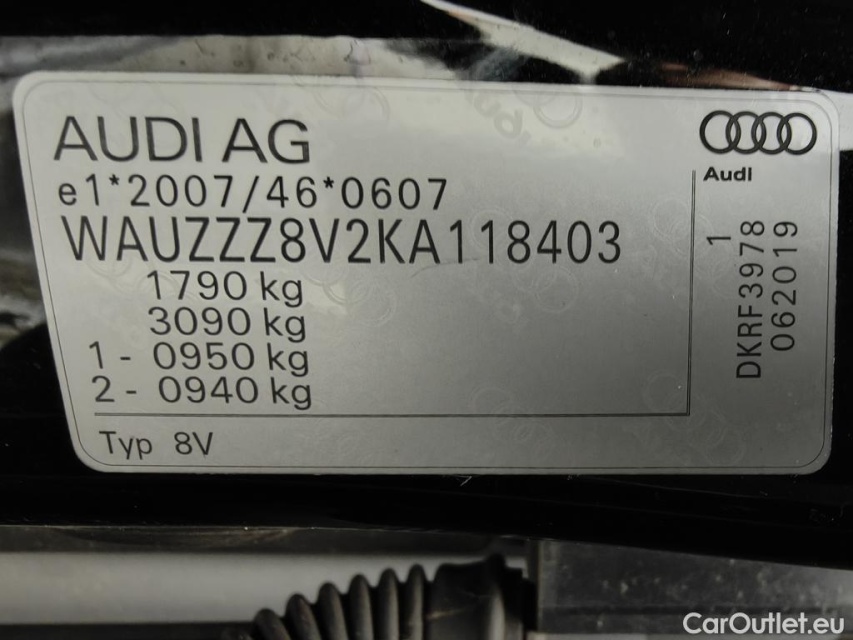 AUDI AG
e1*2007/46*0607
WAUZZZ8V2KA118403
1790 kg
3090 kg
1 - 0950 kg
2 - 0940 kg
Typ 8V
Audi
1
DKRF3978
062019
CarOutlet.eu